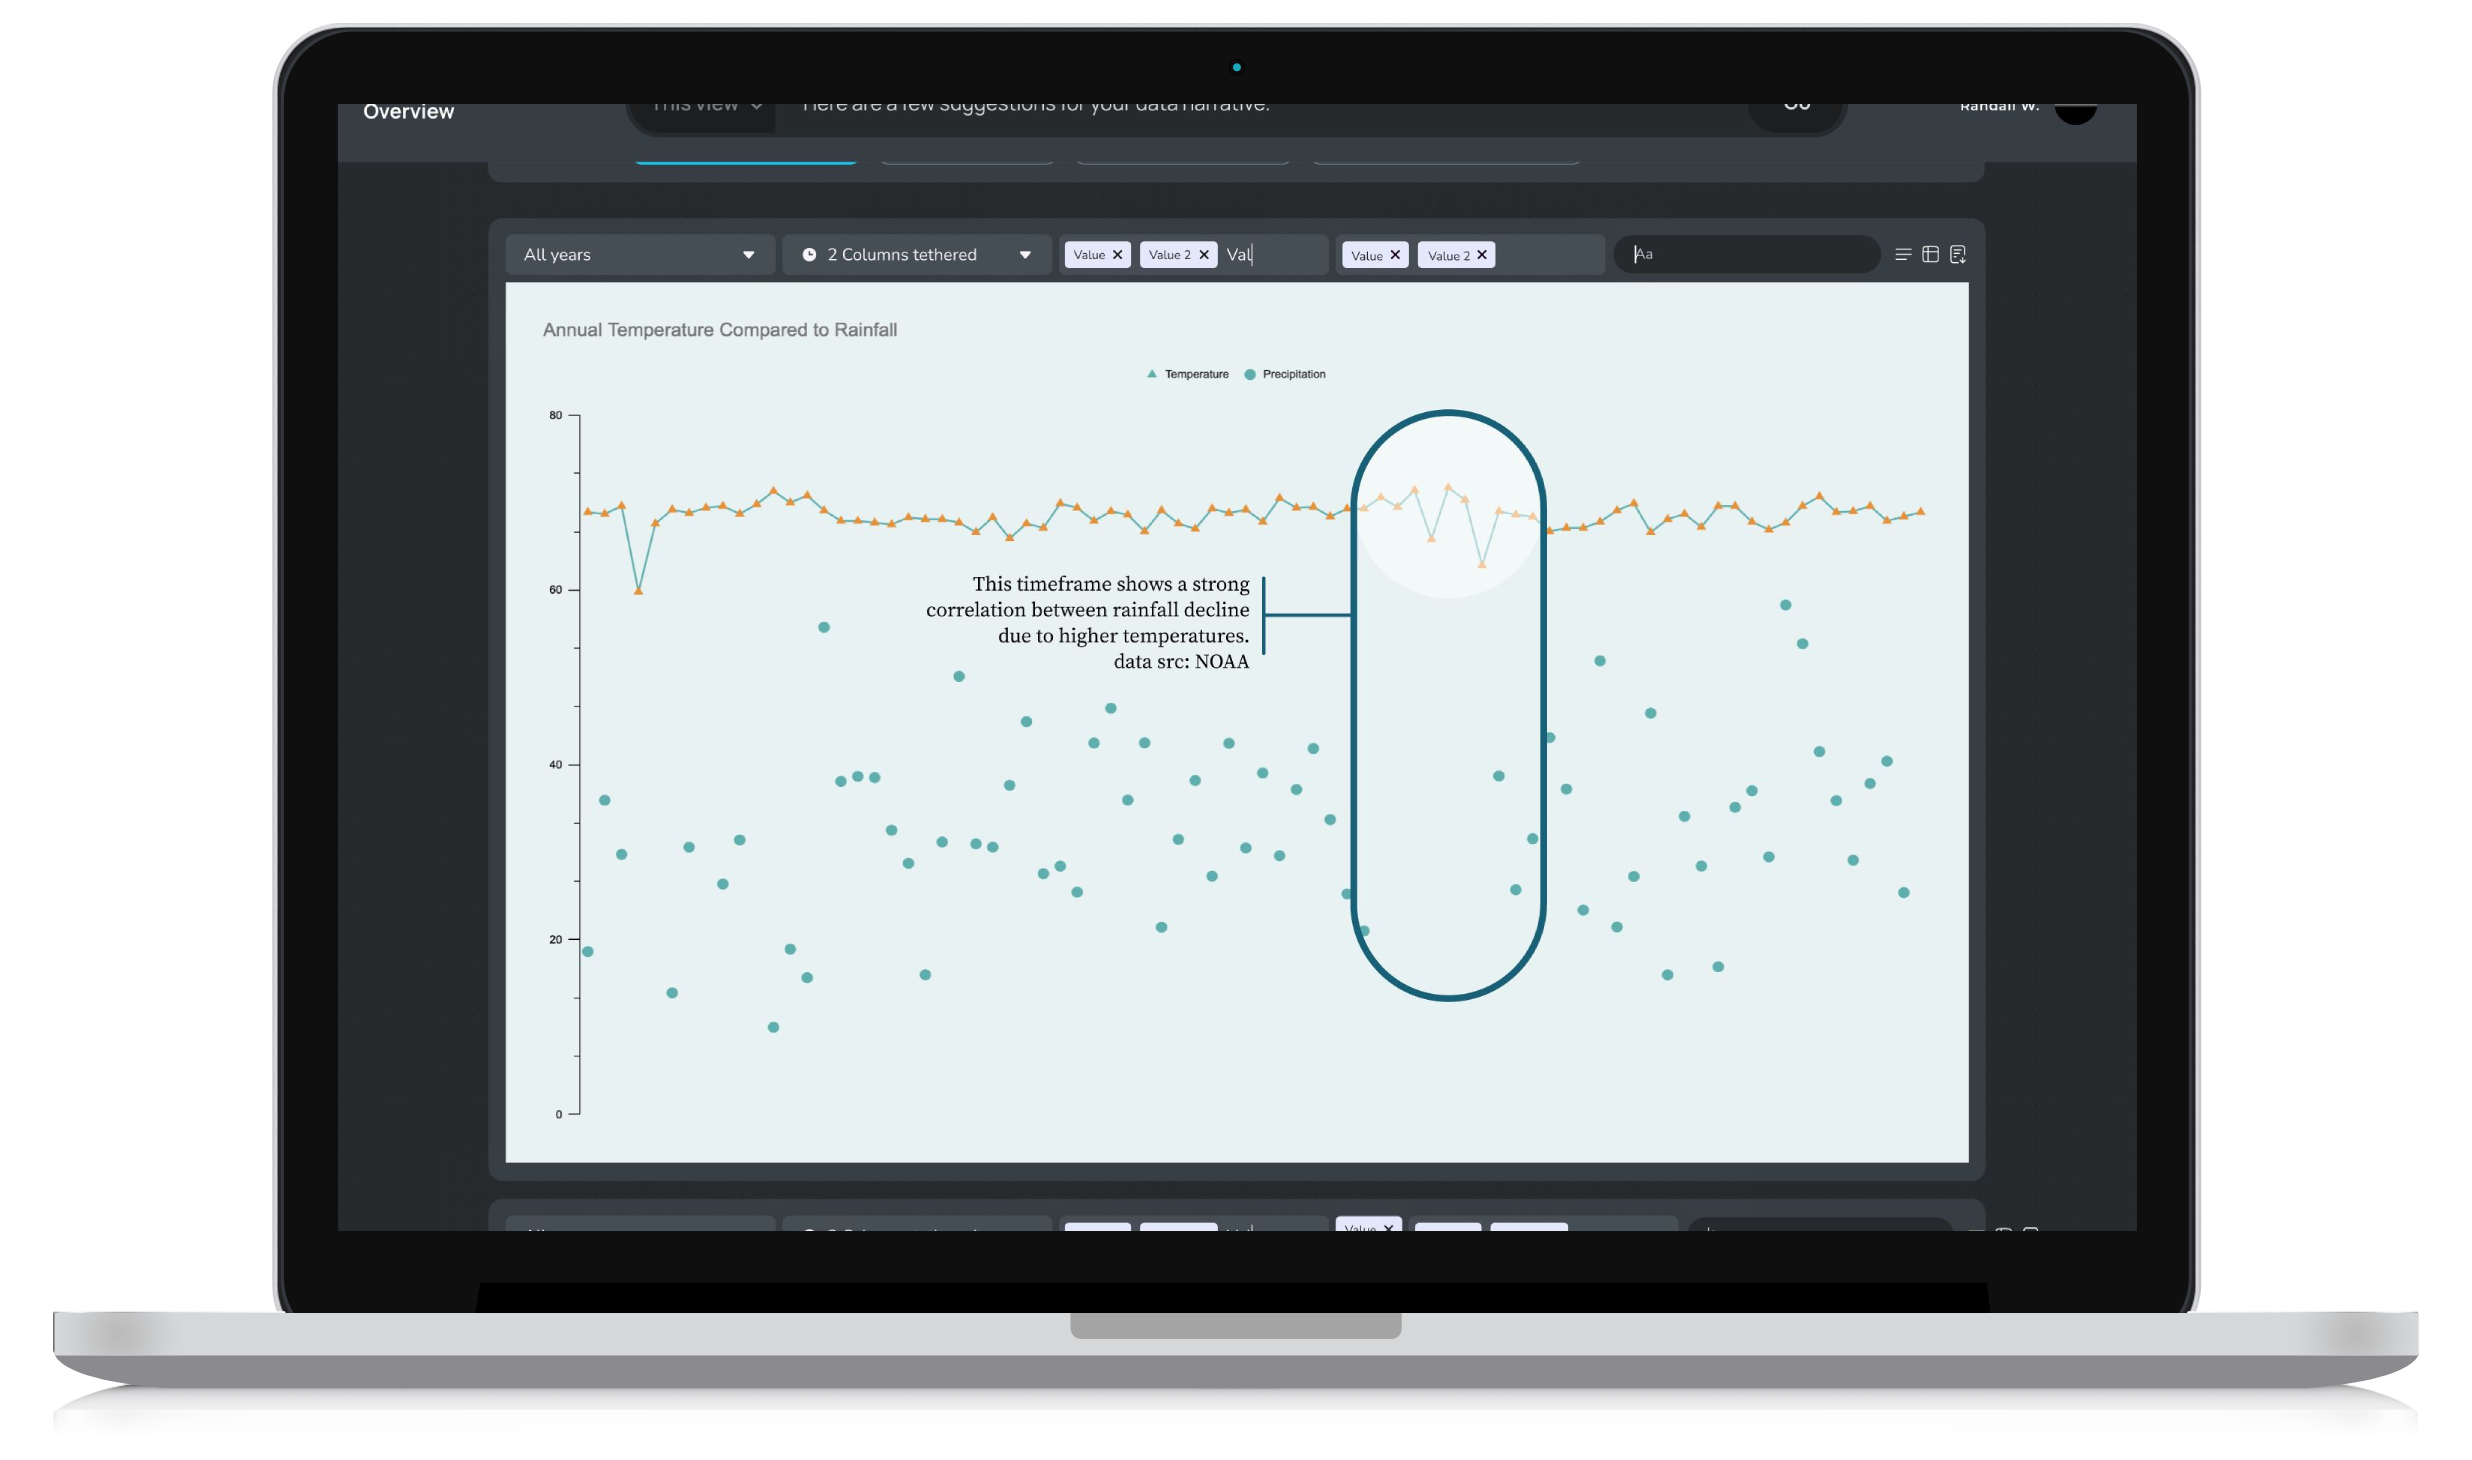 Overview
This view
Here are a few suggestions for your data narrative.
Randall W.
All years
2 Columns tethered
Value
Value 2
Val
Value
Value 2
Aa
Annual Temperature Compared to Rainfall
Temperature
Precipitation
80
60
40
20
0
This timeframe shows a strong
correlation between rainfall decline
due to higher temperatures.
data src: NOAA
Value